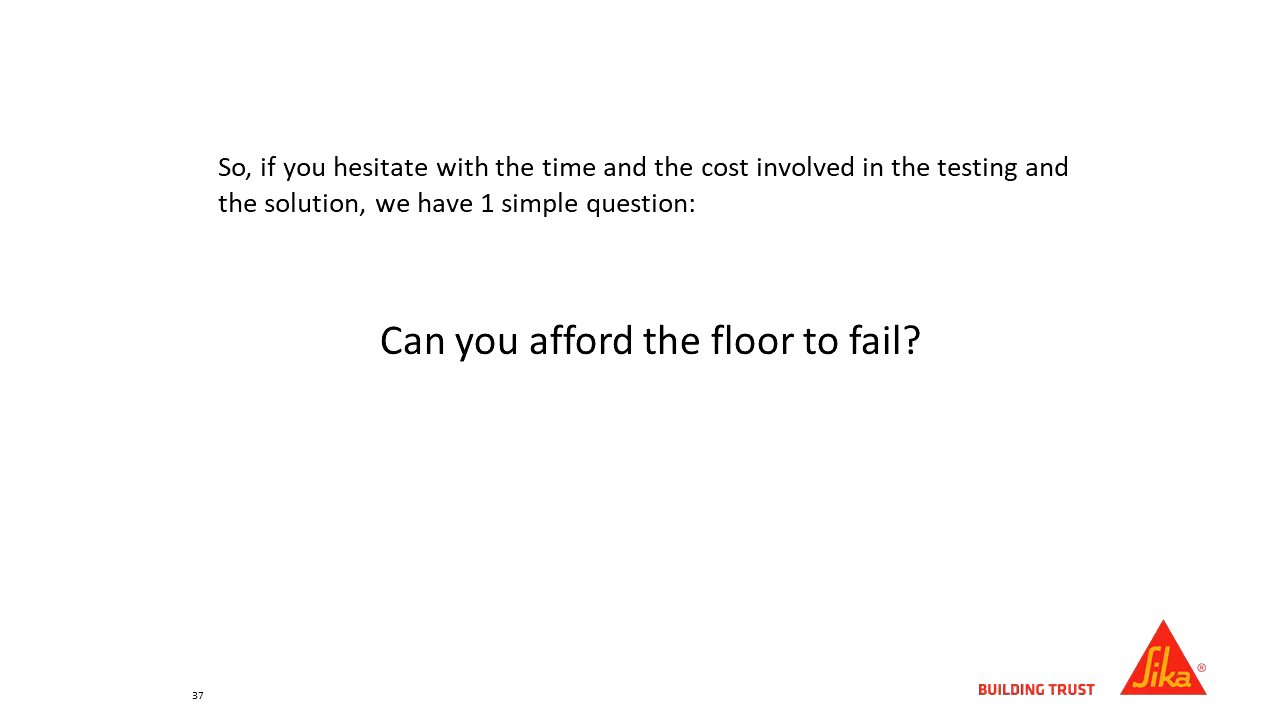 So, if you hesitate with the time and the cost involved in the testing and
the solution, we have 1 simple question:
Can you afford the floor to fail?
37
BUILDING TRUST
Sika®